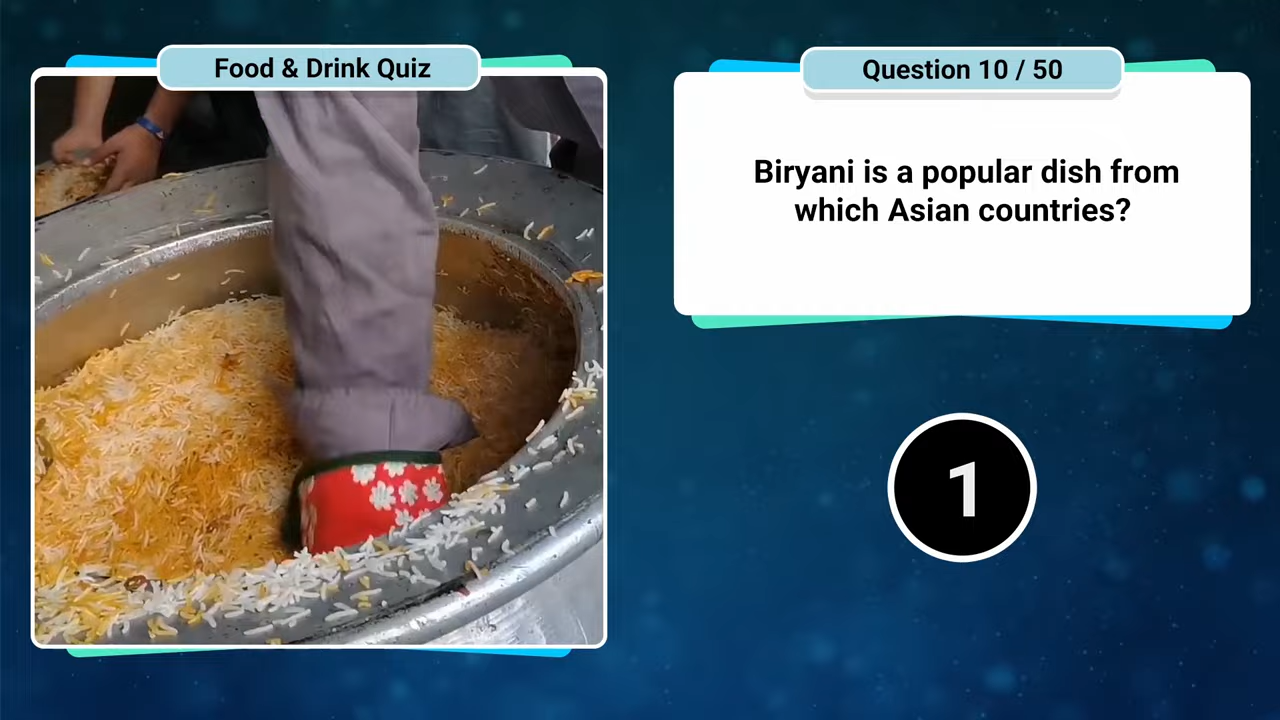 Food & Drink Quiz
Question 10 / 50
Biryani is a popular dish from
which Asian countries?
1